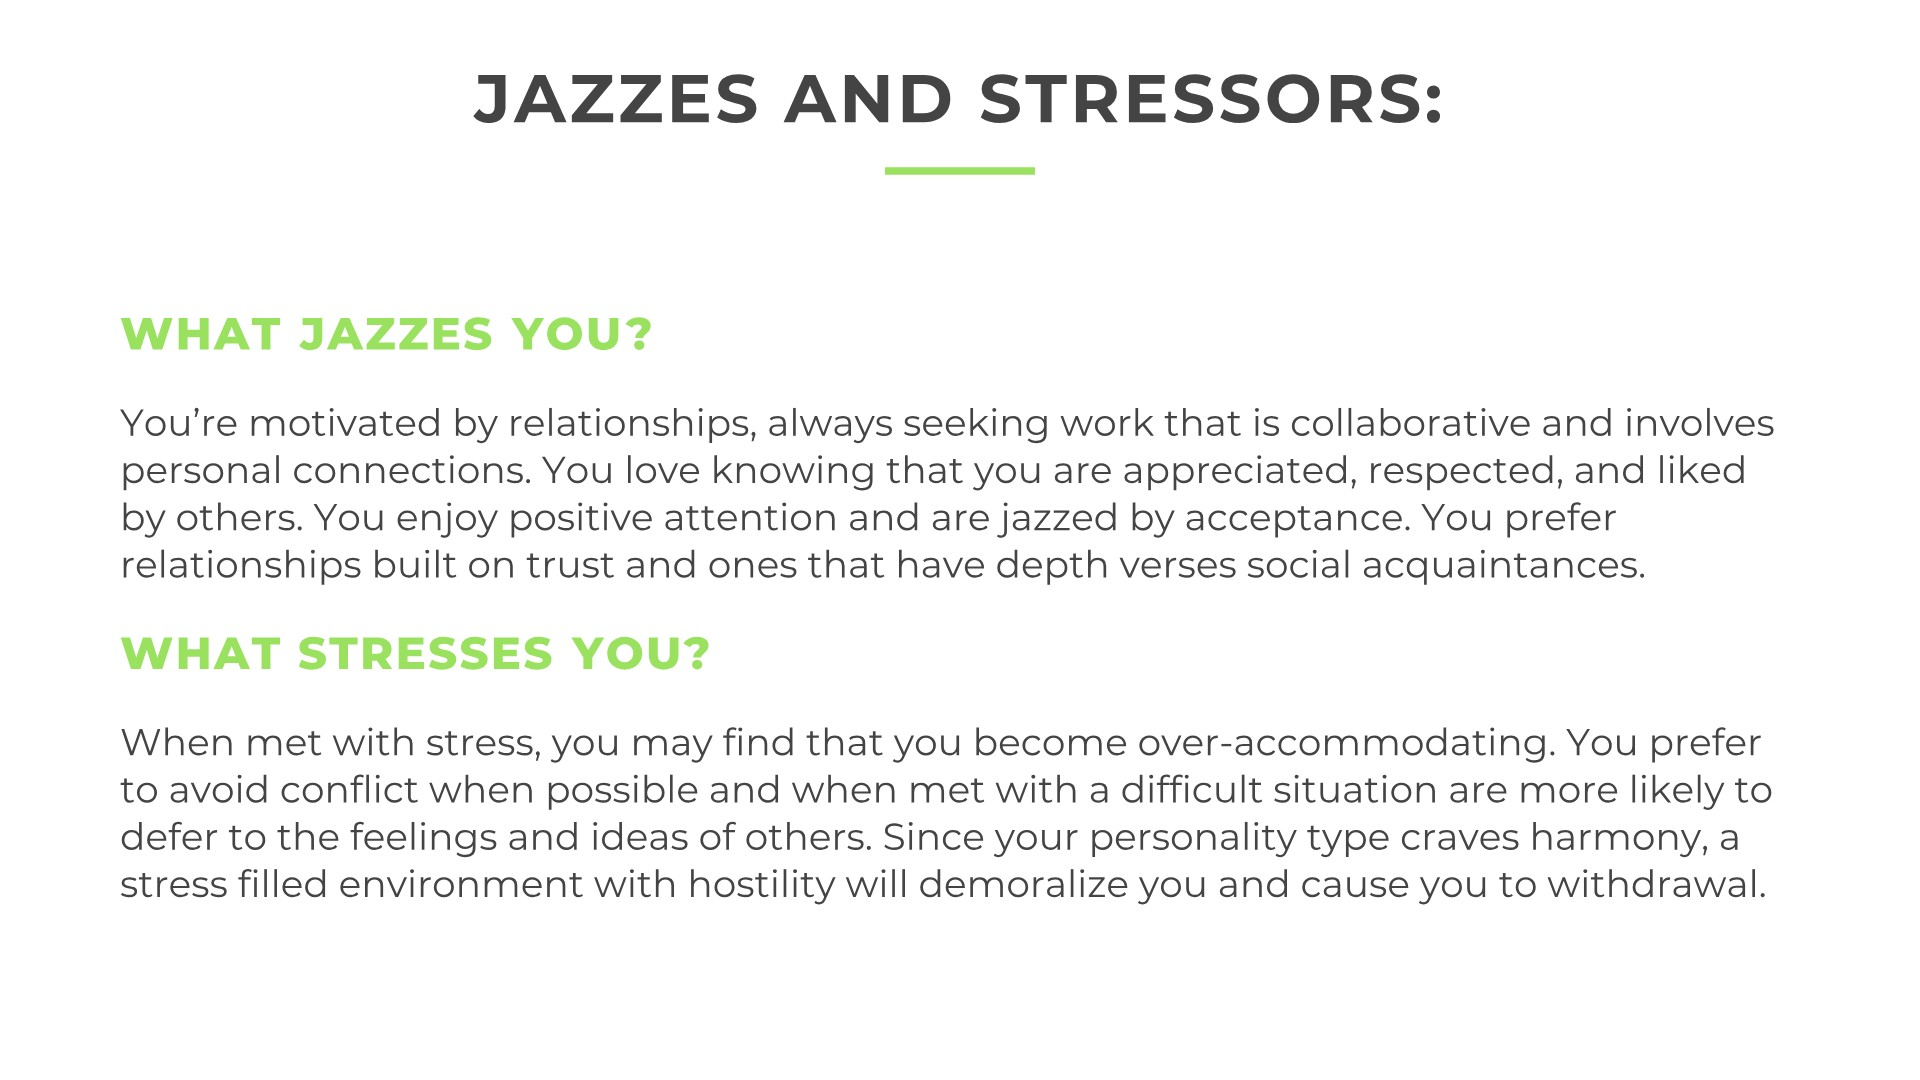 JAZZES AND STRESSORS:
WHAT JAZZES YOU?
You’re motivated by relationships, always seeking work that is collaborative and involves
personal connections. You love knowing that you are appreciated, respected, and liked
by others. You enjoy positive attention and are jazzed by acceptance. You prefer
relationships built on trust and ones that have depth verses social acquaintances.
WHAT STRESSES YOU?
When met with stress, you may find that you become over-accommodating. You prefer
to avoid conflict when possible and when met with a difficult situation are more likely to
defer to the feelings and ideas of others. Since your personality type craves harmony, a
stress filled environment with hostility will demoralize you and cause you to withdrawal.